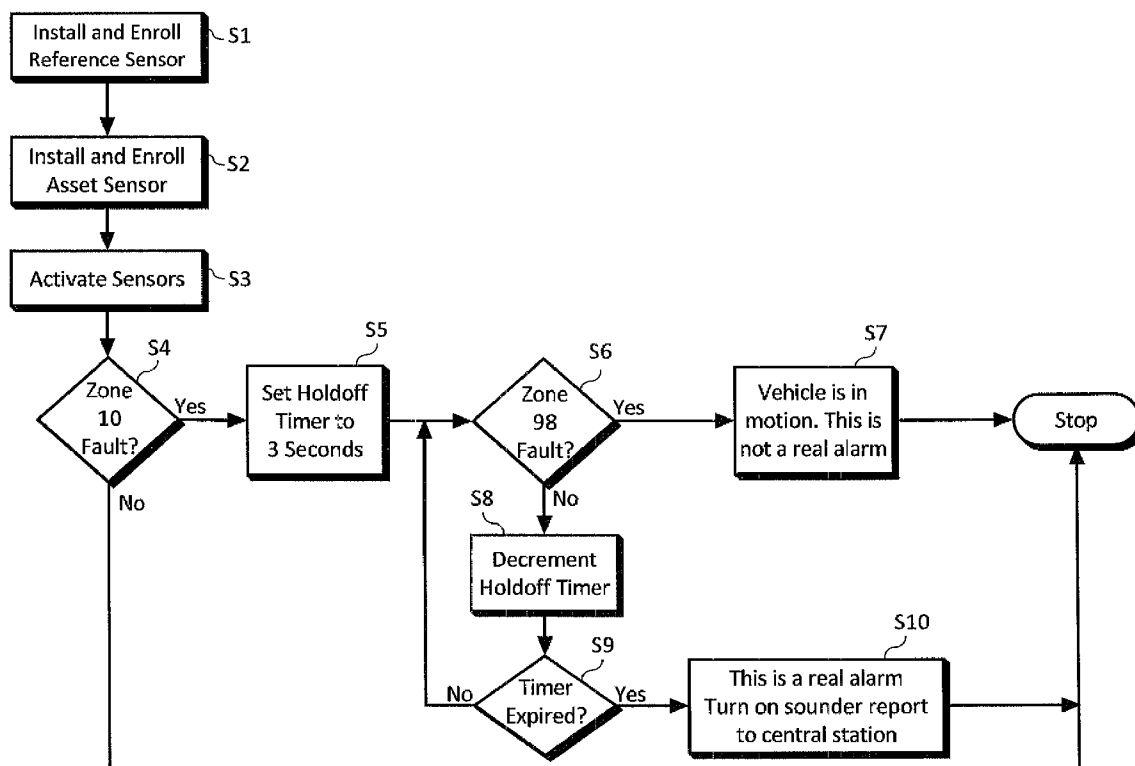 Install and Enroll
Reference Sensor
S1
Install and Enroll
Asset Sensor
S2
Activate Sensors
S3
S4
Zone
10
Fault?
Yes
No
S5
Set Holdoff
Timer to
3 Seconds
S6
Zone
98
Fault?
Yes
No
S7
Vehicle is in
motion. This is
not a real alarm
Stop
S8
Decrement
Holdoff Timer
S9
Timer
Expired?
No
Yes
S10
This is a real alarm
Turn on sounder report
to central station